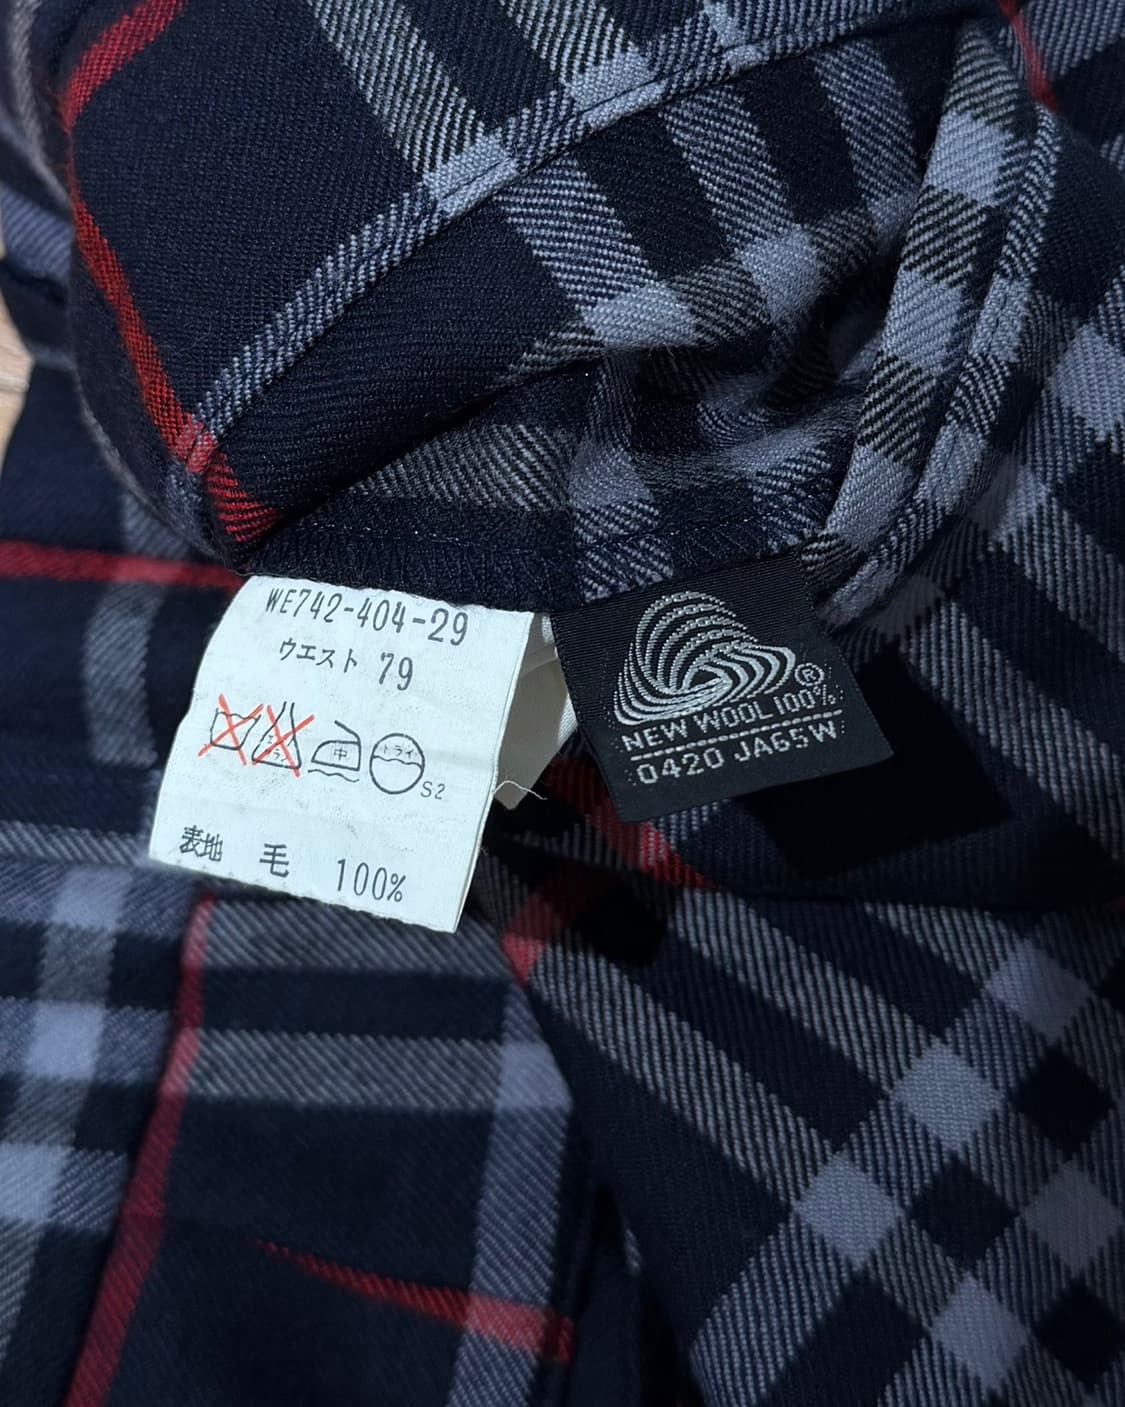 WE742-404-29
ウエスト 79
中
ドライ
S2
表地 毛 100%
®
NEW WOOL 100%
0420 JA65W